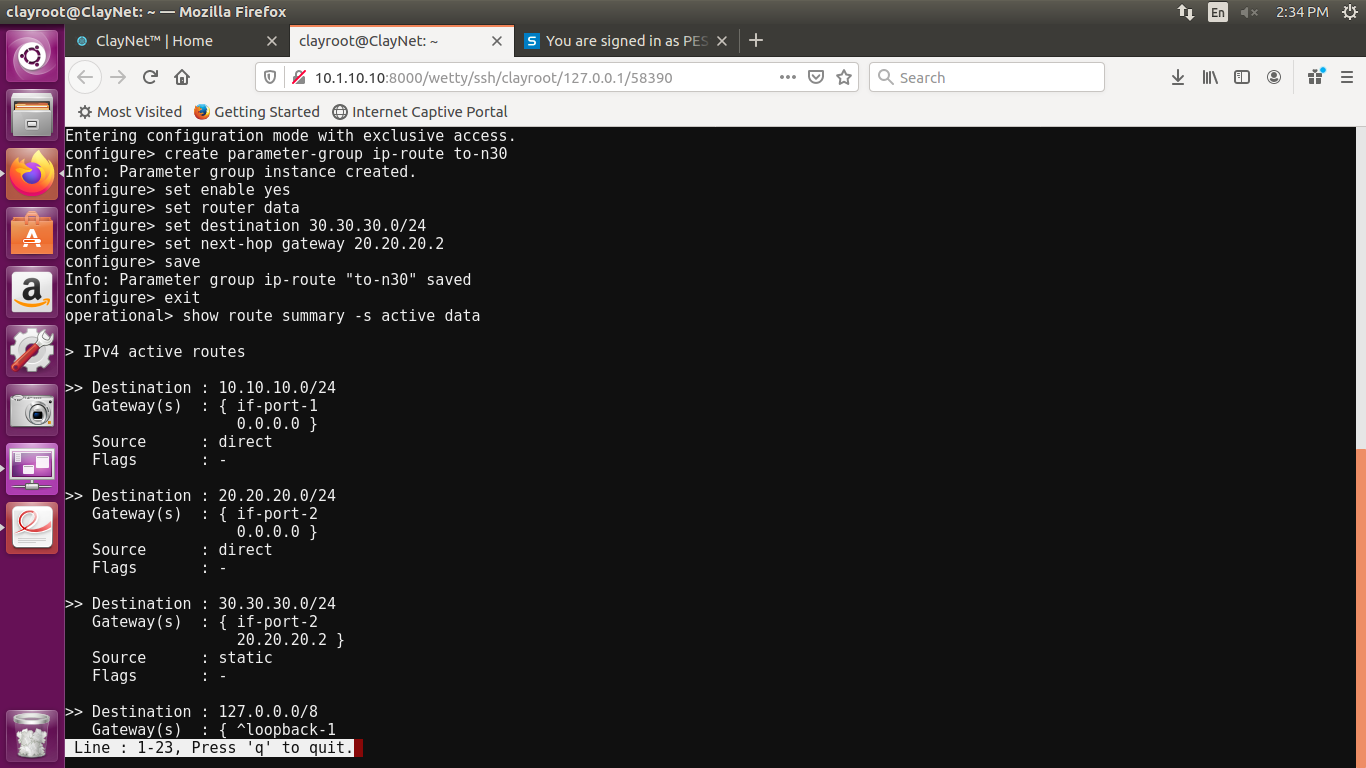 clayroot@ClayNet: ~ — Mozilla Firefox
En
2:34 PM
ClayNet™ | Home
clayroot@ClayNet: ~
S You are signed in as PES
10.1.10.10:8000/wetty/ssh/clayroot/127.0.0.1/58390
Search
Most Visited
Getting Started
Internet Captive Portal
Entering configuration mode with exclusive access.
configure> create parameter-group ip-route to-n30
Info: Parameter group instance created.
configure> set enable yes
configure> set router data
configure> set destination 30.30.30.0/24
configure> set next-hop gateway 20.20.20.2
configure> save
Info: Parameter group ip-route "to-n30" saved
configure> exit
operational> show route summary -s active data
> IPv4 active routes
>> Destination : 10.10.10.0/24
Gateway(s) : { if-port-1
0.0.0.0 }
Source : direct
Flags : -
>> Destination : 20.20.20.0/24
Gateway(s) : { if-port-2
0.0.0.0 }
Source : direct
Flags : -
>> Destination : 30.30.30.0/24
Gateway(s) : { if-port-2
20.20.20.2 }
Source : static
Flags : -
>> Destination : 127.0.0.0/8
Gateway(s) : { ^loopback-1
Line : 1-23, Press 'q' to quit.